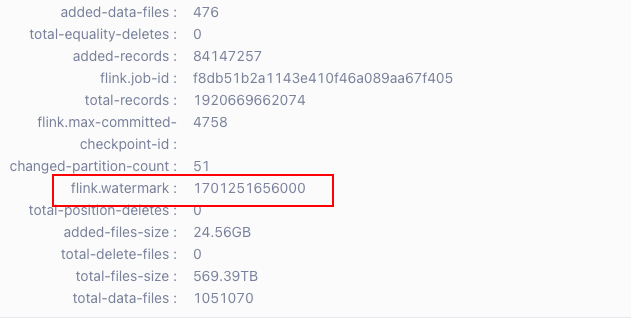 added-data-files : 476
total-equality-deletes : 0
added-records : 84147257
flink.job-id : f8db51b2a1143e410f46a089aa67f405
total-records : 1920669662074
flink.max-committed- 4758
checkpoint-id :
changed-partition-count : 51
flink.watermark : 1701251656000
total-position-deletes : 0
added-files-size : 24.56GB
total-delete-files : 0
total-files-size : 569.39TB
total-data-files : 1051070